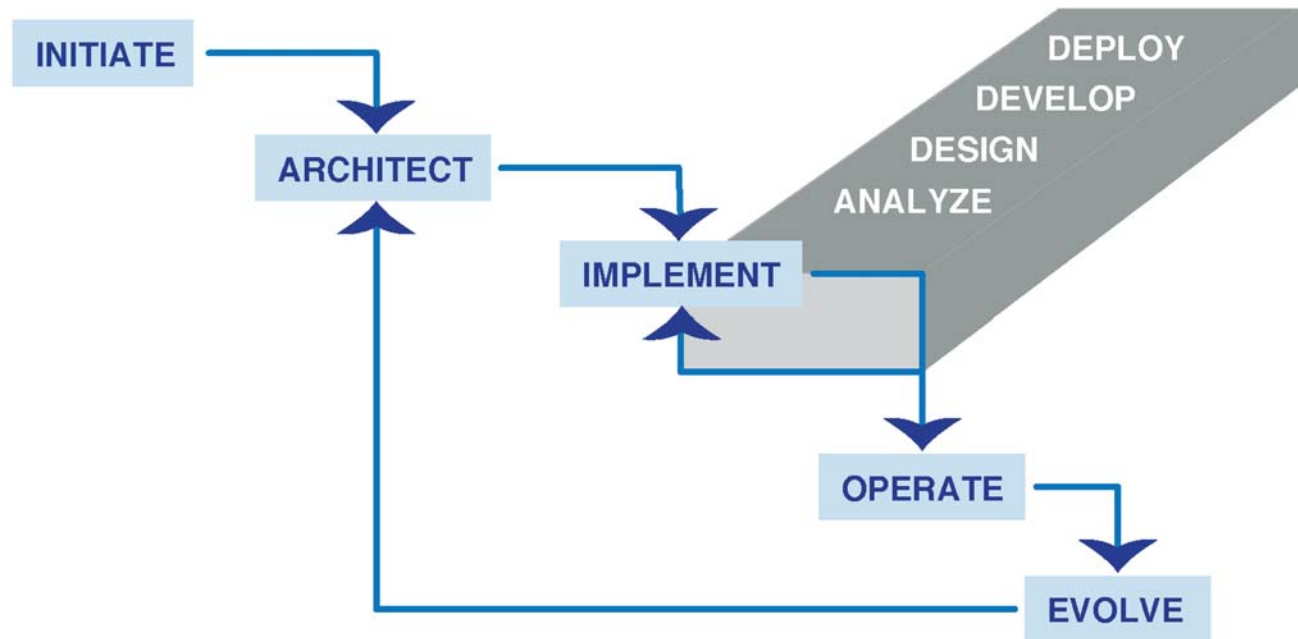 INITIATE
DEPLOY
DEVELOP
DESIGN
ARCHITECT
ANALYZE
IMPLEMENT
OPERATE
EVOLVE